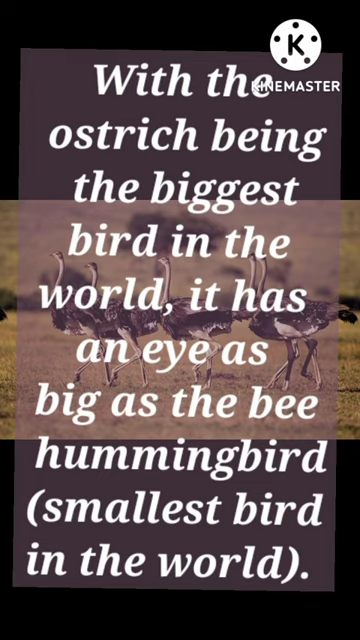 With the
ostrich being
the biggest
bird in the
world, it has
an eye as
big as the bee
hummingbird
(smallest bird
in the world).
K
KINEMASTER